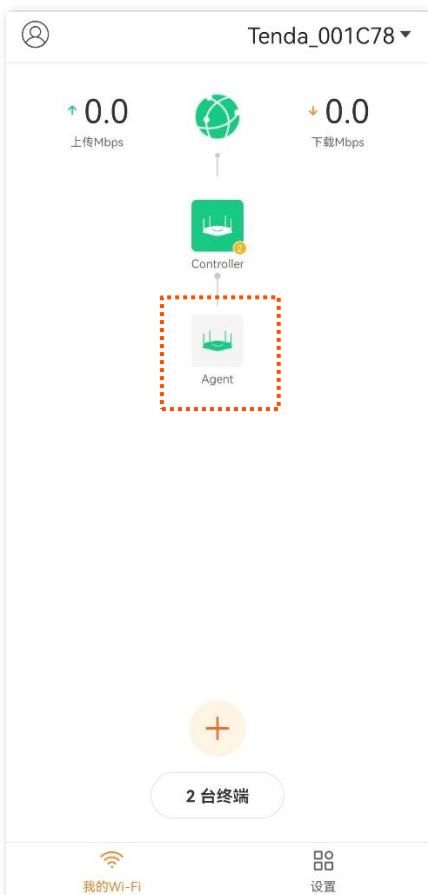 Tenda_001C78
0.0
上传Mbps
0.0
下载Mbps
2
Controller
Agent
2 台终端
我的Wi-Fi
设置